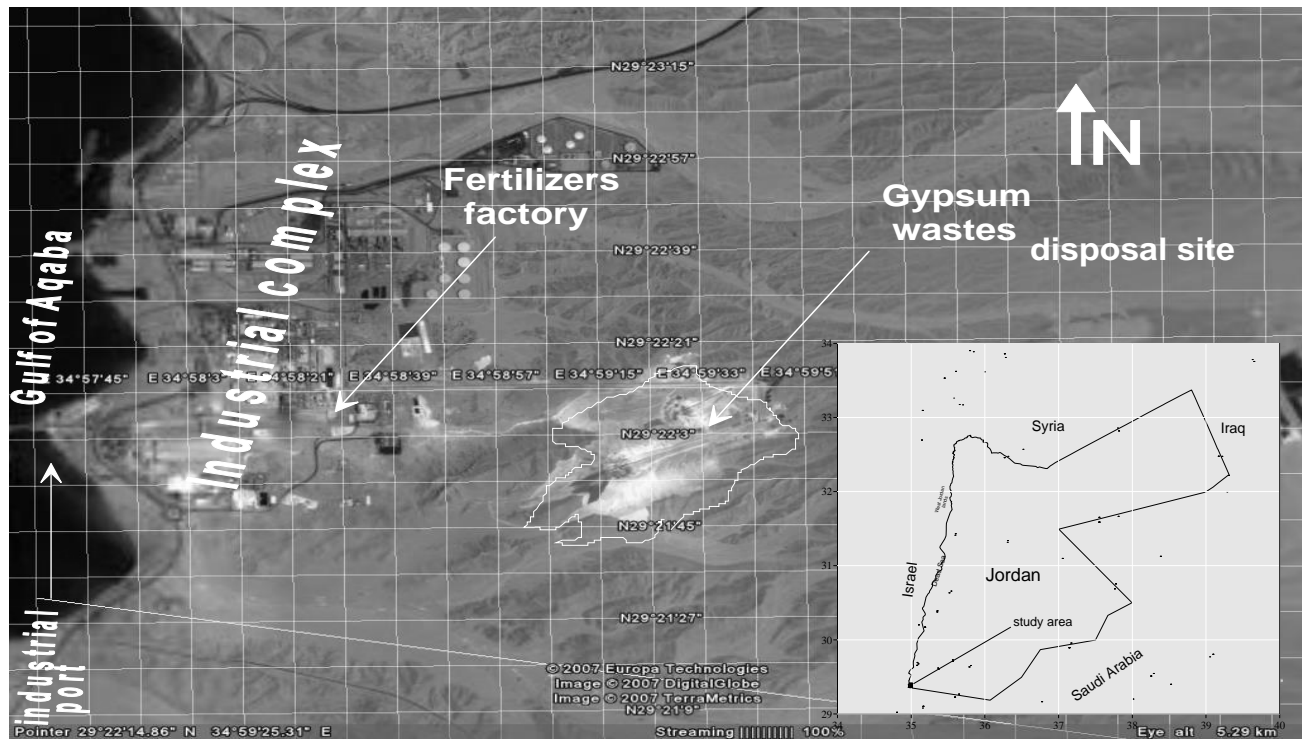 N29°23'15"
N
N29°22'57"
Fertilizers
factory
Gypsum
wastes
disposal site
N29°22'39"
Industrial complex
Gulf of Aqaba
N29°22'21"
E 34°57'45" E 34°58'3" E 34°58'21" E 34°58'39" E 34°58'57" E 34°59'15" E 34°59'33" E 34°59'51
N29°22'3"
N29°21'45"
N29°21'27"
industrial
port
© 2007 Europa Technologies
Image © 2007 DigitalGlobe
Image © 2007 TerraMetrics
N29°21'9"
Pointer 29°22'14.86" N 34°59'25.31" E
Streaming |||||||||| 100%
Eye alt 5.29 km
34
33
32
31
30
29
34 35 36 37 38 39 40
Syria
Iraq
Israel
Dead Sea
Jordan
study area
Saudi Arabia